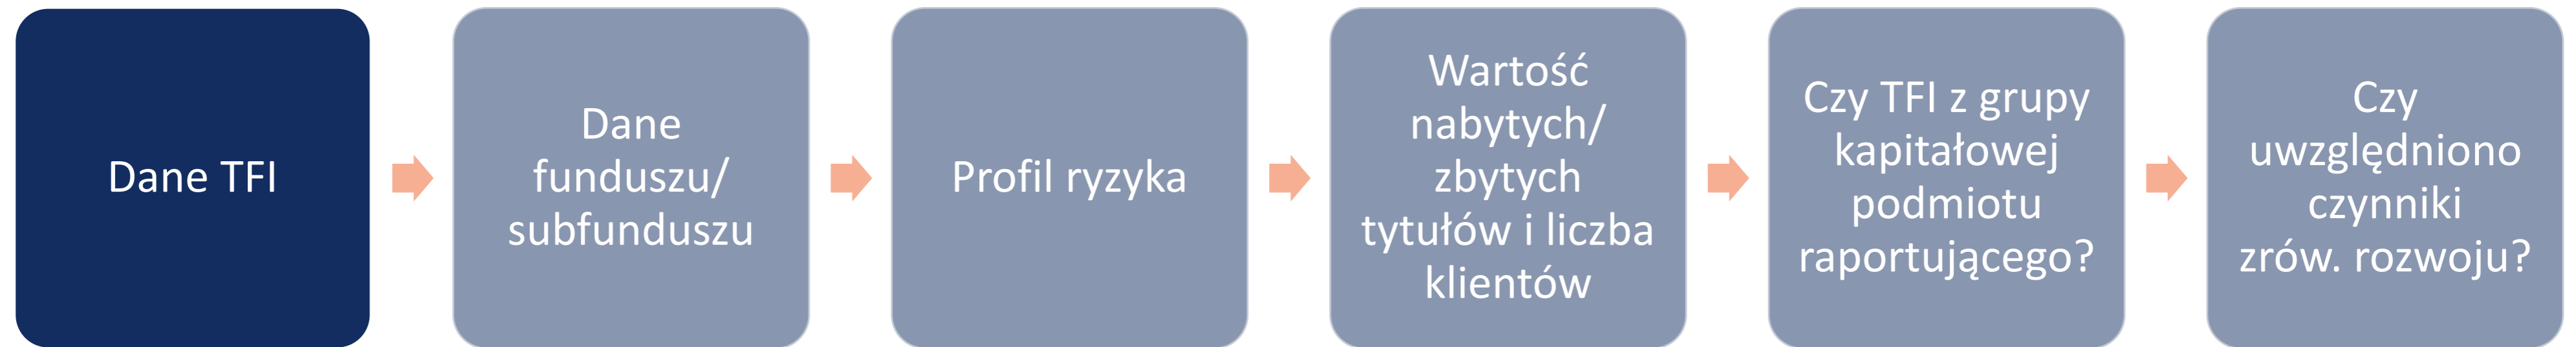 Dane TFI
Dane
funduszu/
subfunduszu
Profil ryzyka
Wartość
nabytych/
zbytych
tytułów i liczba
klientów
Czy TFI z grupy
kapitałowej
podmiotu
raportującego?
Czy
uwzględniono
czynniki
zrów. rozwoju?